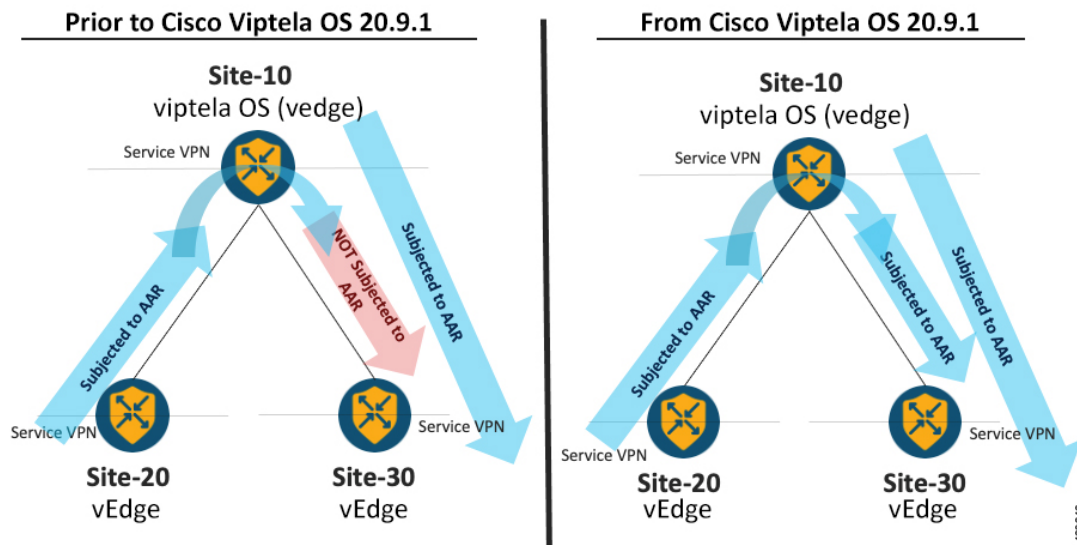 Prior to Cisco Viptela OS 20.9.1
Site-10
viptela OS (vedge)
Service VPN
Subjected to AAR
NOT Subjected to
AAR
Subjected to AAR
Service VPN
Service VPN
Site-20
vEdge
Site-30
vEdge
From Cisco Viptela OS 20.9.1
Site-10
viptela OS (vedge)
Service VPN
Subjected to AAR
Subjected to AAR
Subjected to AAR
Service VPN
Service VPN
Site-20
vEdge
Site-30
vEdge